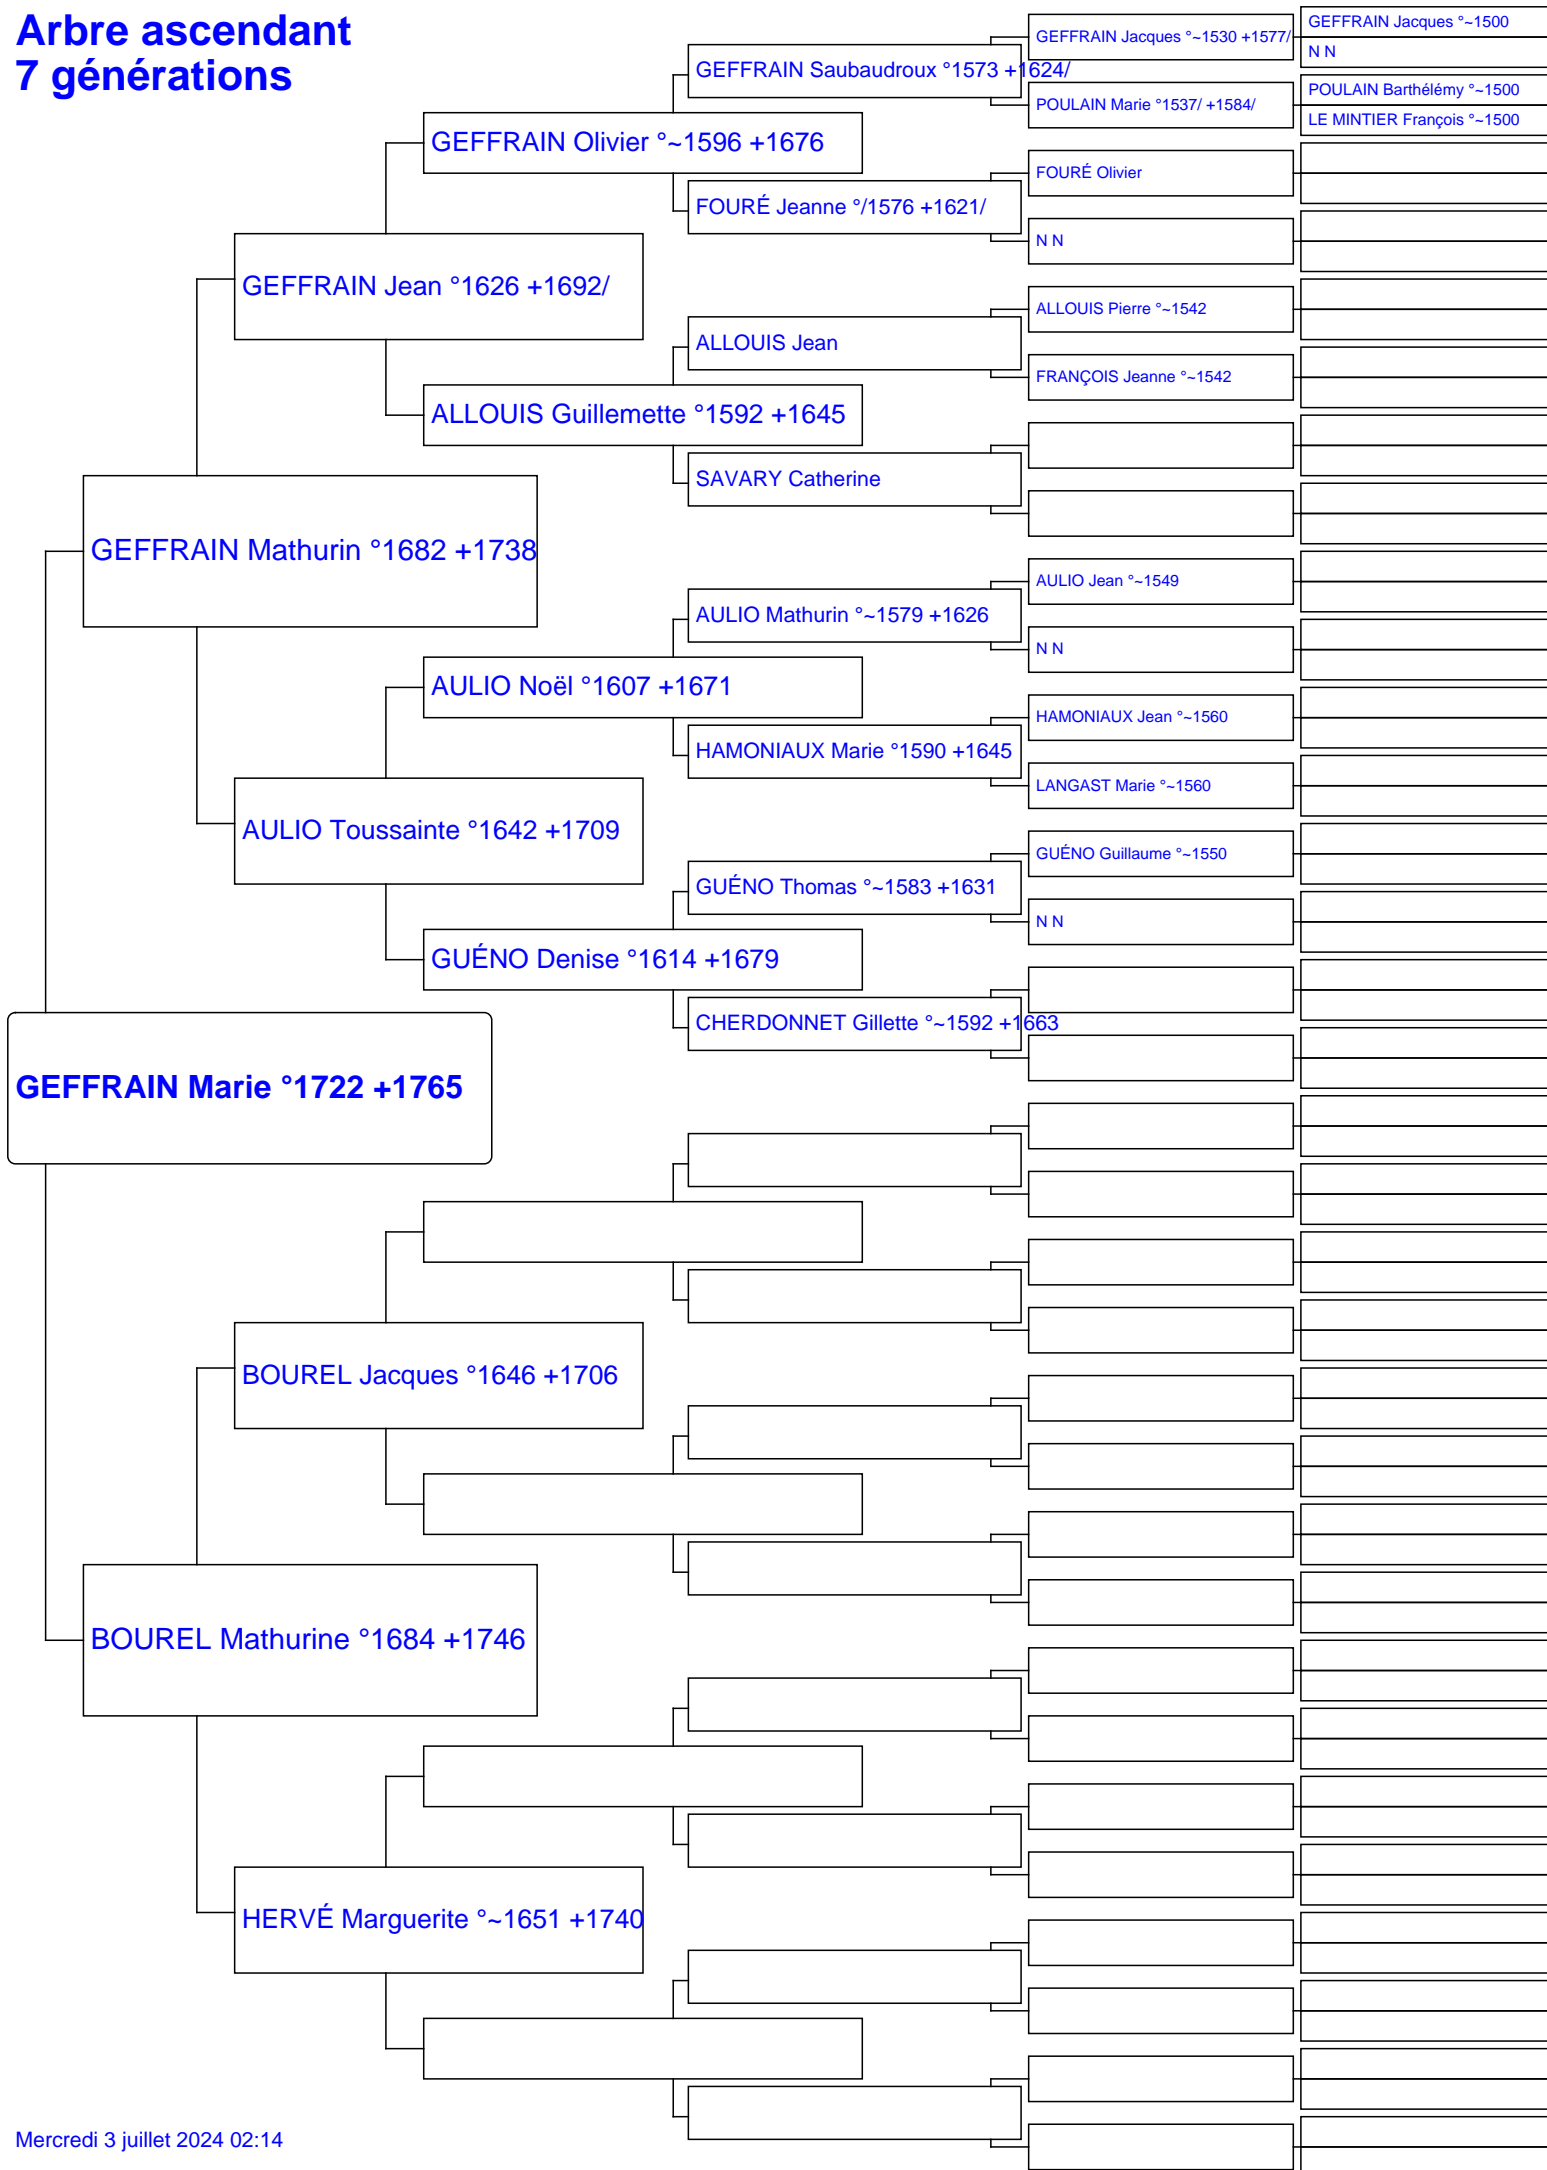 Arbre ascendant
7 générations
GEFFRAIN Marie °1722 +1765
GEFFRAIN Mathurin °1682 +1738
BOUREL Mathurine °1684 +1746
GEFFRAIN Jean °1626 +1692/
AULIO Toussainte °1642 +1709
BOUREL Jacques °1646 +1706
HERVÉ Marguerite °~1651 +1740
GEFFRAIN Olivier °~1596 +1676
ALLOUIS Guillemette °1592 +1645
AULIO Noël °1607 +1671
GUÉNO Denise °1614 +1679
GEFFRAIN Saubaudroux °1573 +1624/
FOURÉ Jeanne °/1576 +1621/
ALLOUIS Jean
SAVARY Catherine
AULIO Mathurin °~1579 +1626
HAMONIAUX Marie °1590 +1645
GUÉNO Thomas °~1583 +1631
CHERDONNET Gillette °~1592 +1663
GEFFRAIN Jacques °~1530 +1577/
POULAIN Marie °1537/ +1584/
FOURÉ Olivier
N N
ALLOUIS Pierre °~1542
FRANÇOIS Jeanne °~1542
AULIO Jean °~1549
N N
HAMONIAUX Jean °~1560
LANGAST Marie °~1560
GUÉNO Guillaume °~1550
N N
GEFFRAIN Jacques °~1500
N N
POULAIN Barthélémy °~1500
LE MINTIER François °~1500
Mercredi 3 juillet 2024 02:14